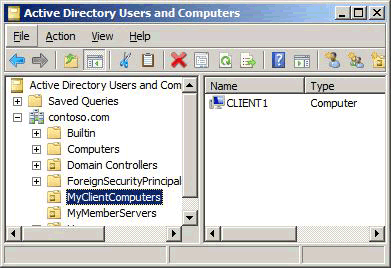 Active Directory Users and Computers
File Action View Help
Active Directory Users and Com
Saved Queries
contoso.com
Builtin
Computers
Domain Controllers
ForeignSecurityPrincipal
MyClientComputers
MyMemberServers
Name Type
CLIENT1 Computer